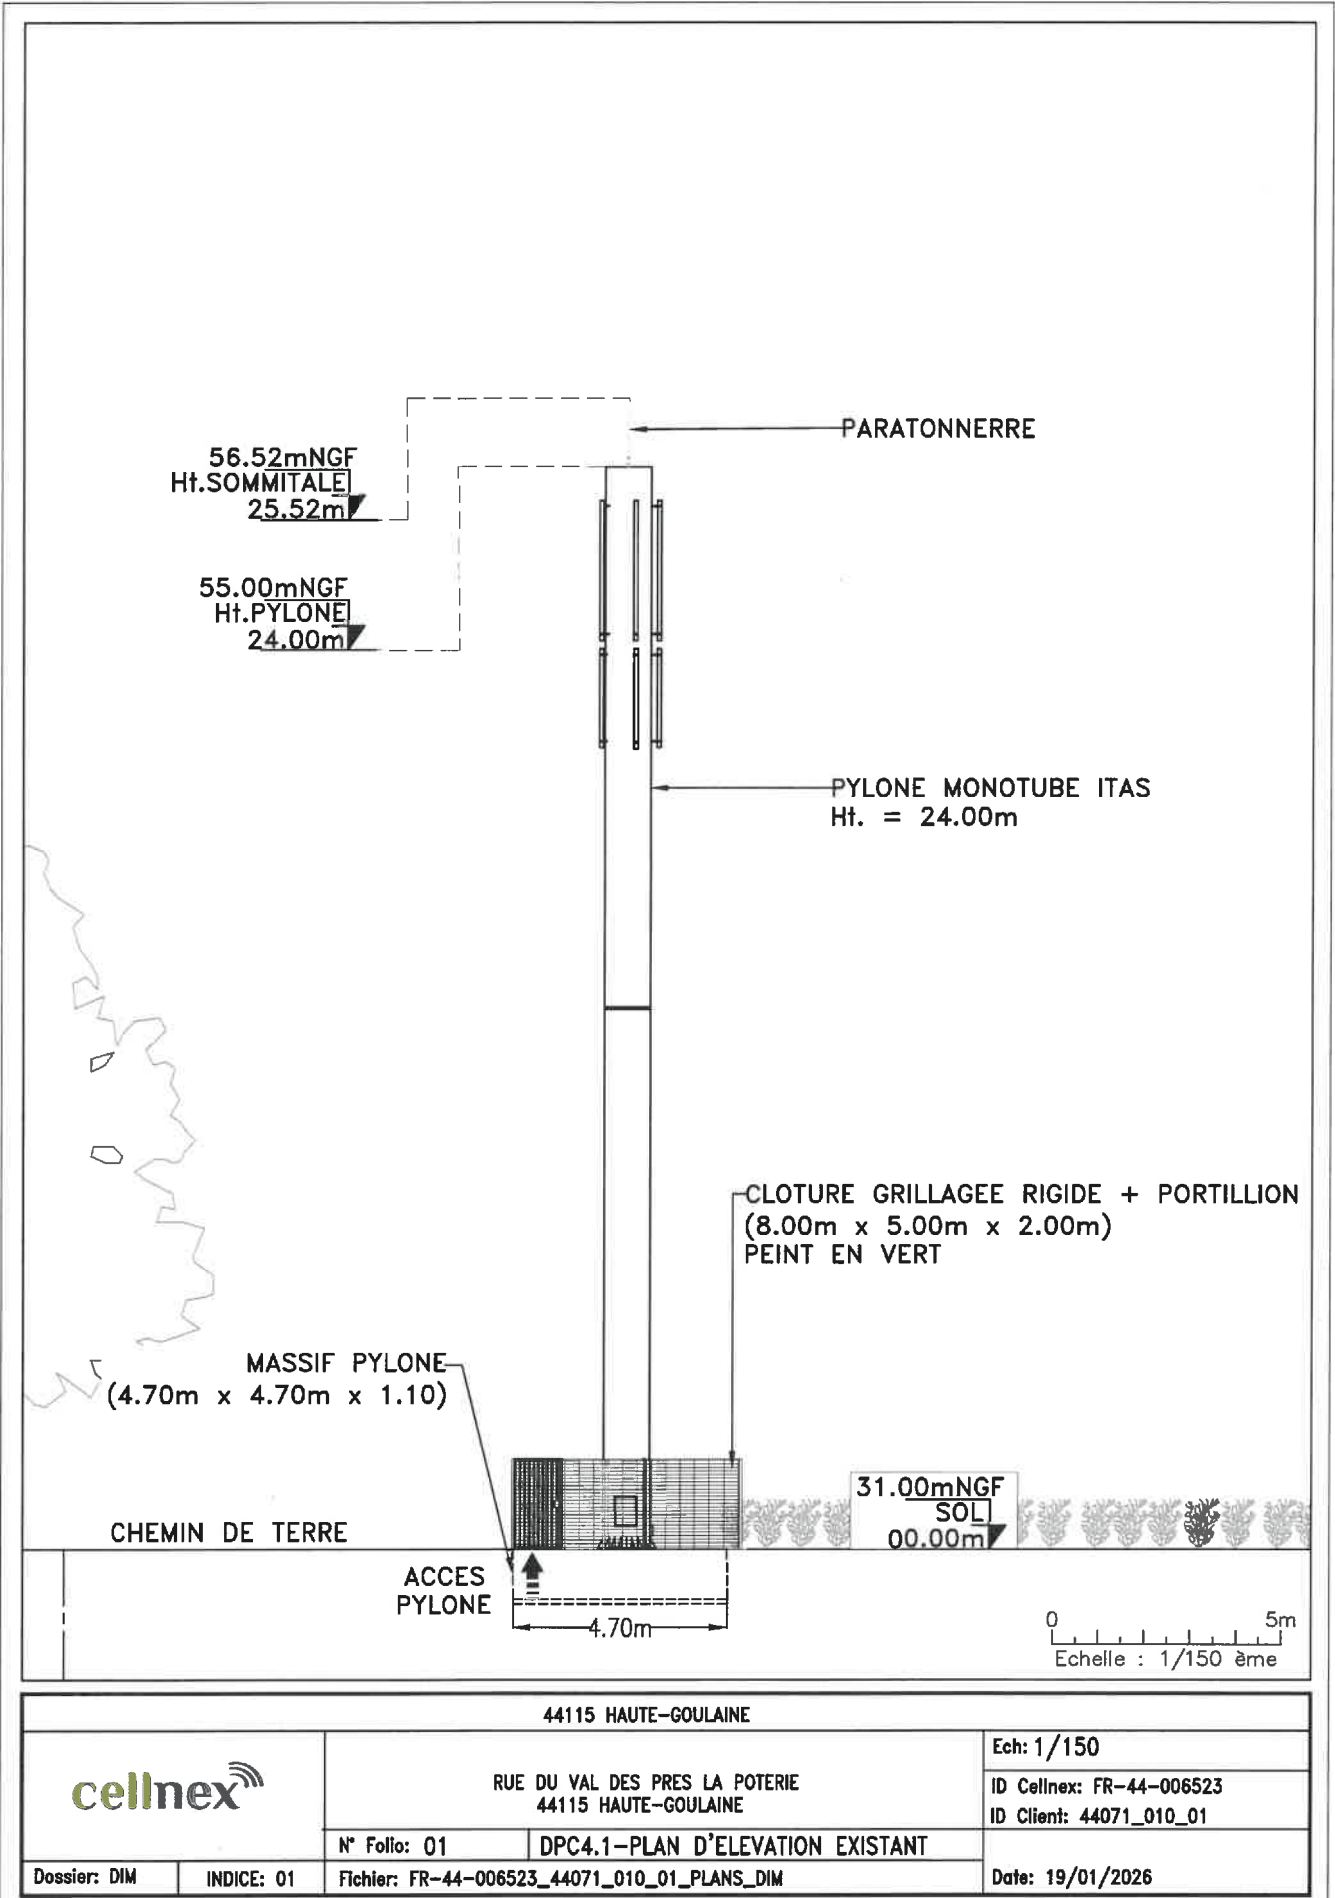 PARATONNERRE
56.52mNGF
Ht.SOMMITALE
25.52m
55.00mNGF
Ht.PYLONE
24.00m
PYLONE MONOTUBE ITAS
Ht. = 24.00m
CLOTURE GRILLAGEE RIGIDE + PORTILLION
(8.00m x 5.00m x 2.00m)
PEINT EN VERT
MASSIF PYLONE
(4.70m x 4.70m x 1.10)
31.00mNGF
SOL
00.00m
CHEMIN DE TERRE
ACCES
PYLONE
4.70m
0 5m
Echelle : 1/150 ème
44115 HAUTE-GOULAINE
cellnex
RUE DU VAL DES PRES LA POTERIE
44115 HAUTE-GOULAINE
Ech: 1/150
ID Cellnex: FR-44-006523
ID Client: 44071_010_01
N° Folio: 01
DPC4.1-PLAN D'ELEVATION EXISTANT
Dossier: DIM
INDICE: 01
Fichier: FR-44-006523_44071_010_01_PLANS_DIM
Date: 19/01/2026